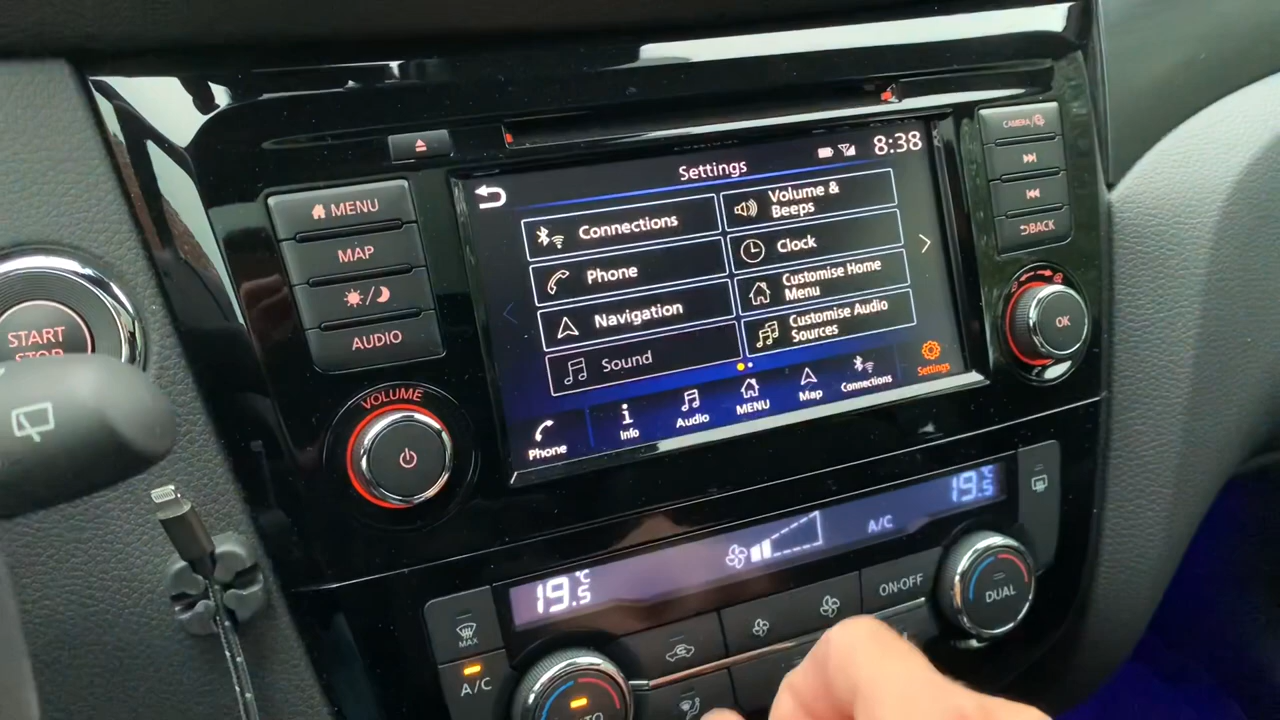 CAMERA/
8:38
Settings
MENU
MAP
AUDIO
Connections
Phone
Navigation
Sound
Volume &
Beeps
Clock
Customise Home
Menu
Customise Audio
Sources
BACK
OK
START
STOP
VOLUME
Phone
Info
Audio
MENU
Map
Connections
Settings
19.5
A/C
19.5°C
MAX
A/C
ON-OFF
DUAL